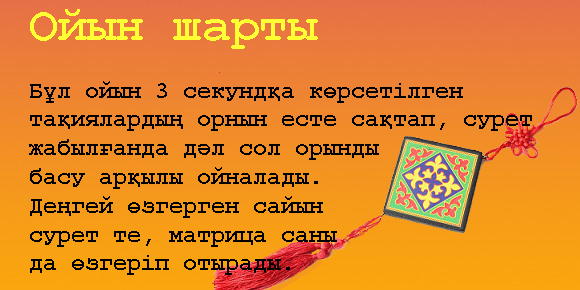 Ойын шарты
Бұл ойын 3 секундқа көрсетілген
тақиялардың орнын есте сақтап, сурет
жабылғанда дәл сол орынды
басу арқылы ойналады.
Деңгей өзгерген сайын
сурет те, матрица саны
да өзгеріп отырады.